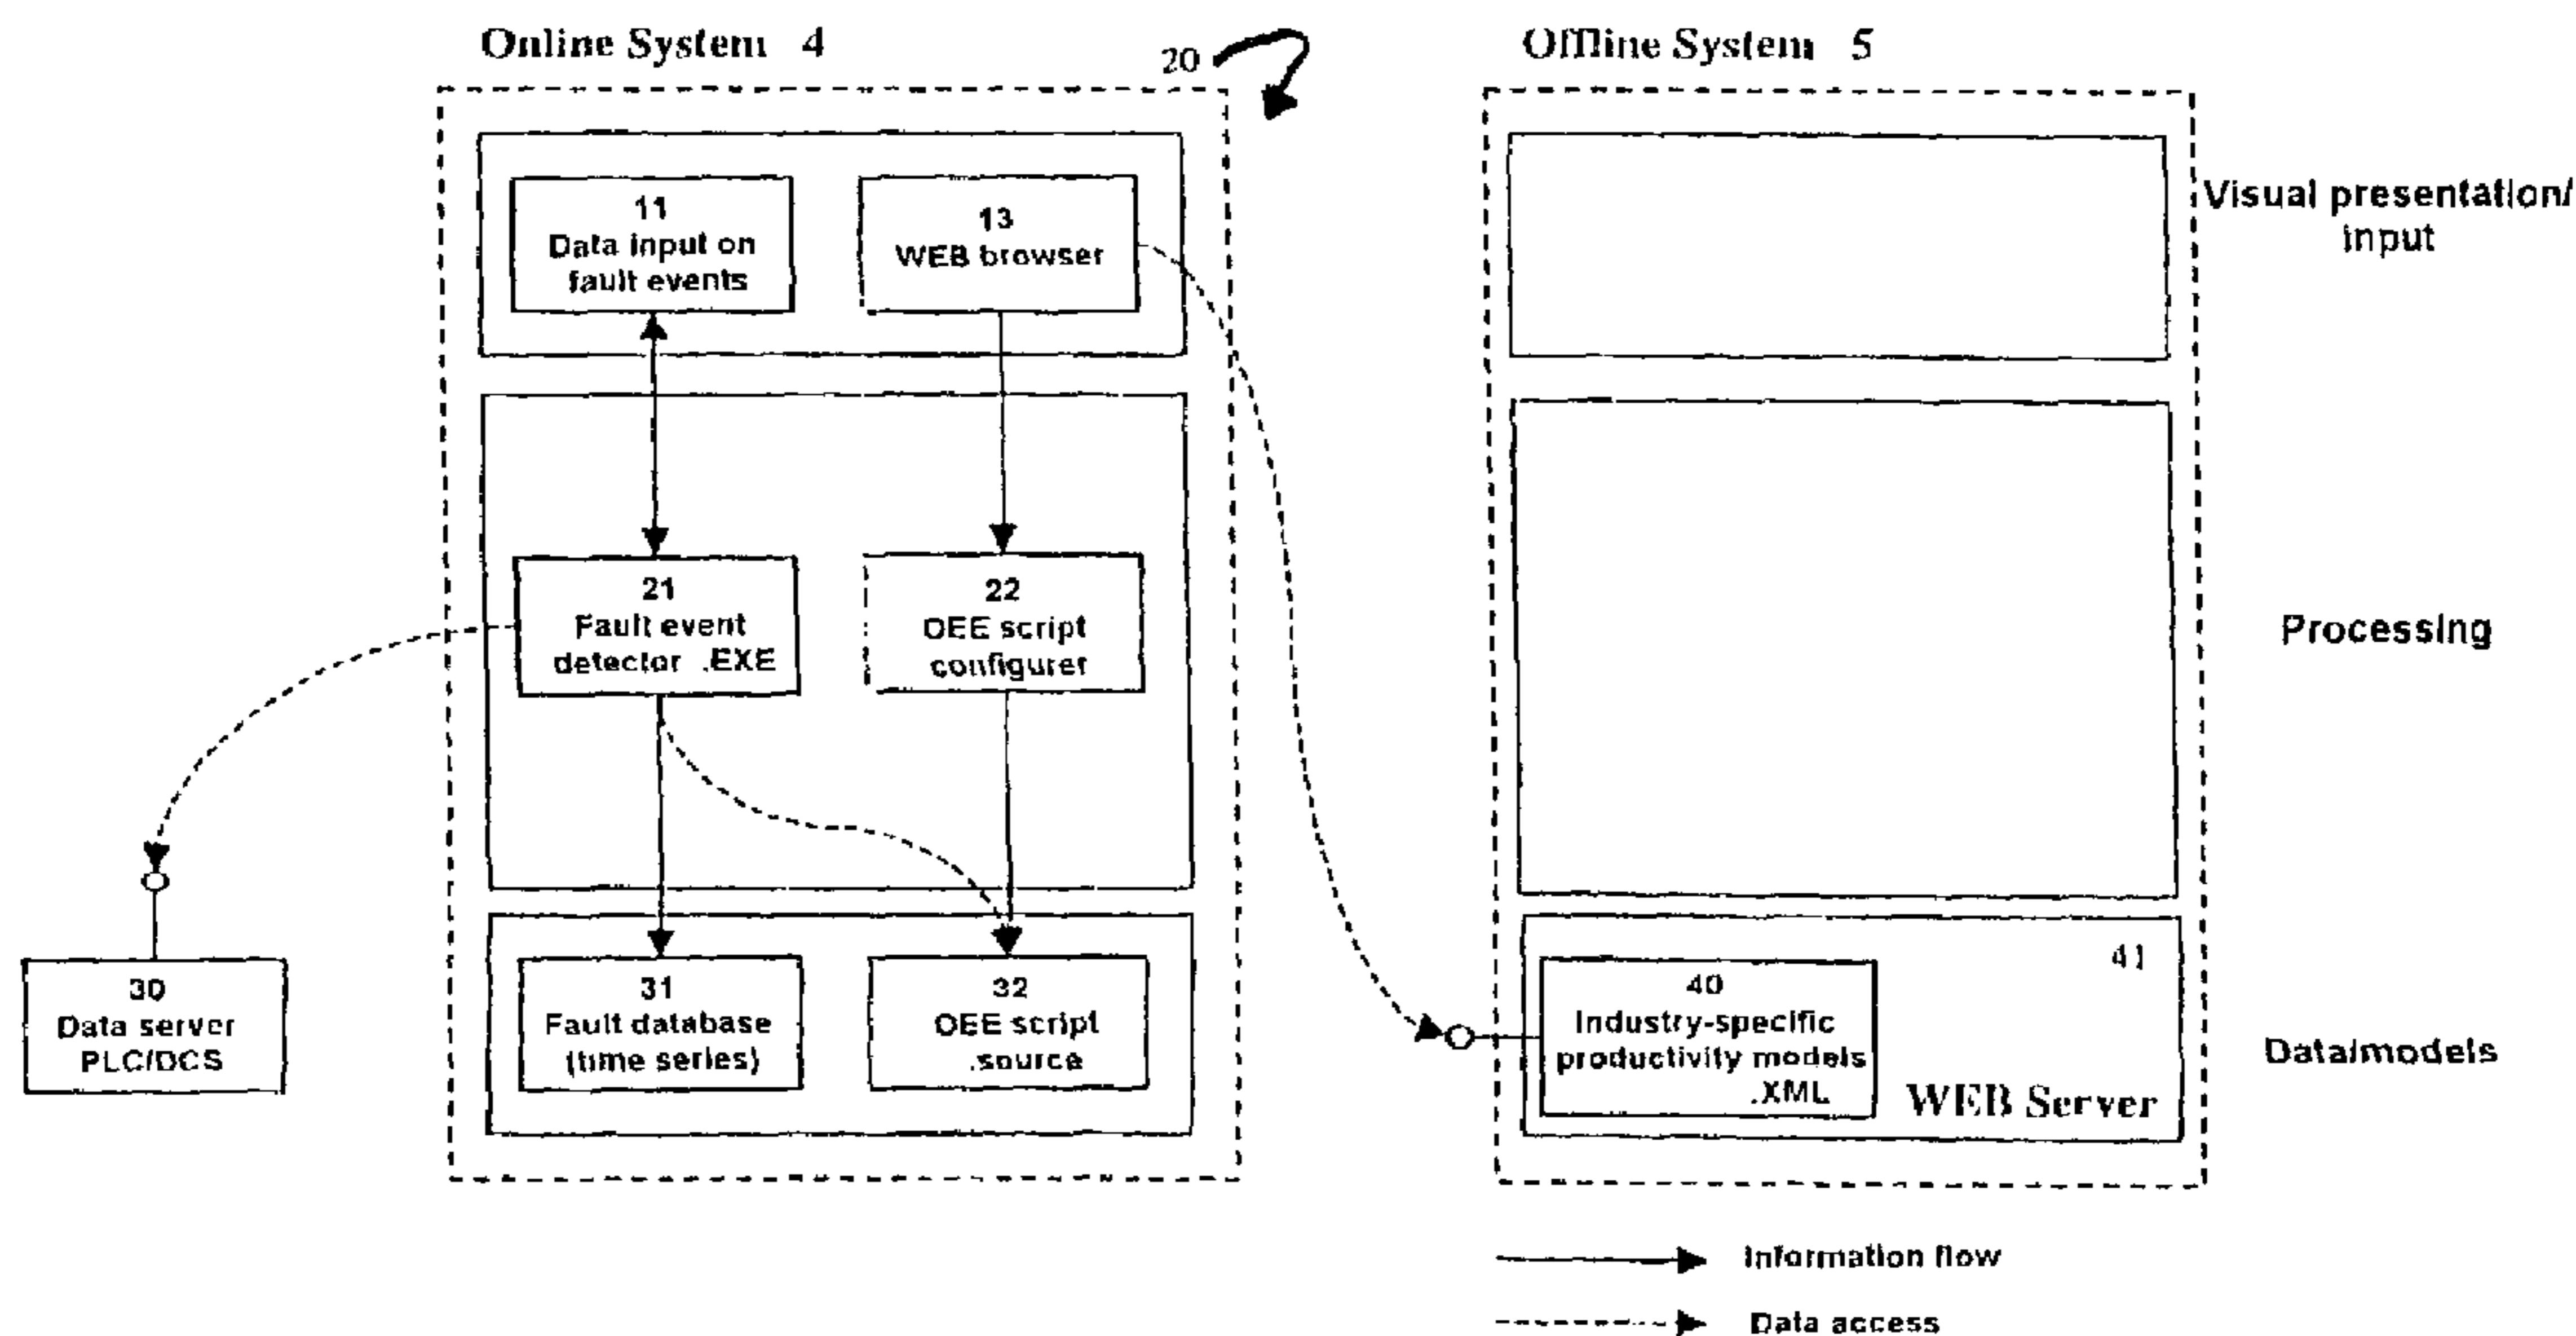 Online System 4
20
Offline System 5
11
Data input on
fault events
13
WEB browser
Visual presentation/
input
21
Fault event
detector .EXE
22
OEE script
configurer
Processing
30
Data server
PLC/DCS
31
Fault database
(time series)
32
OEE script
.source
41
40
Industry-specific
productivity models
.XML
WEB Server
Data/models
Information flow
Data access